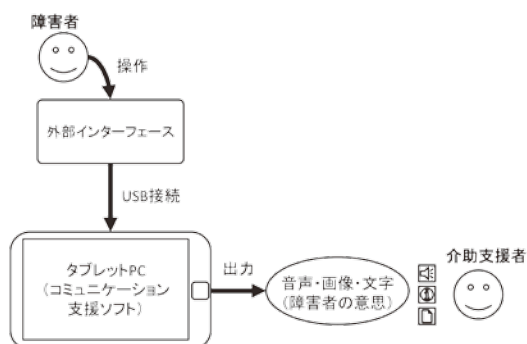 障害者
操作
外部インターフェース
USB接続
タブレットPC
(コミュニケーション
支援ソフト)
出力
音声・画像・文字
(障害者の意思)
介助支援者